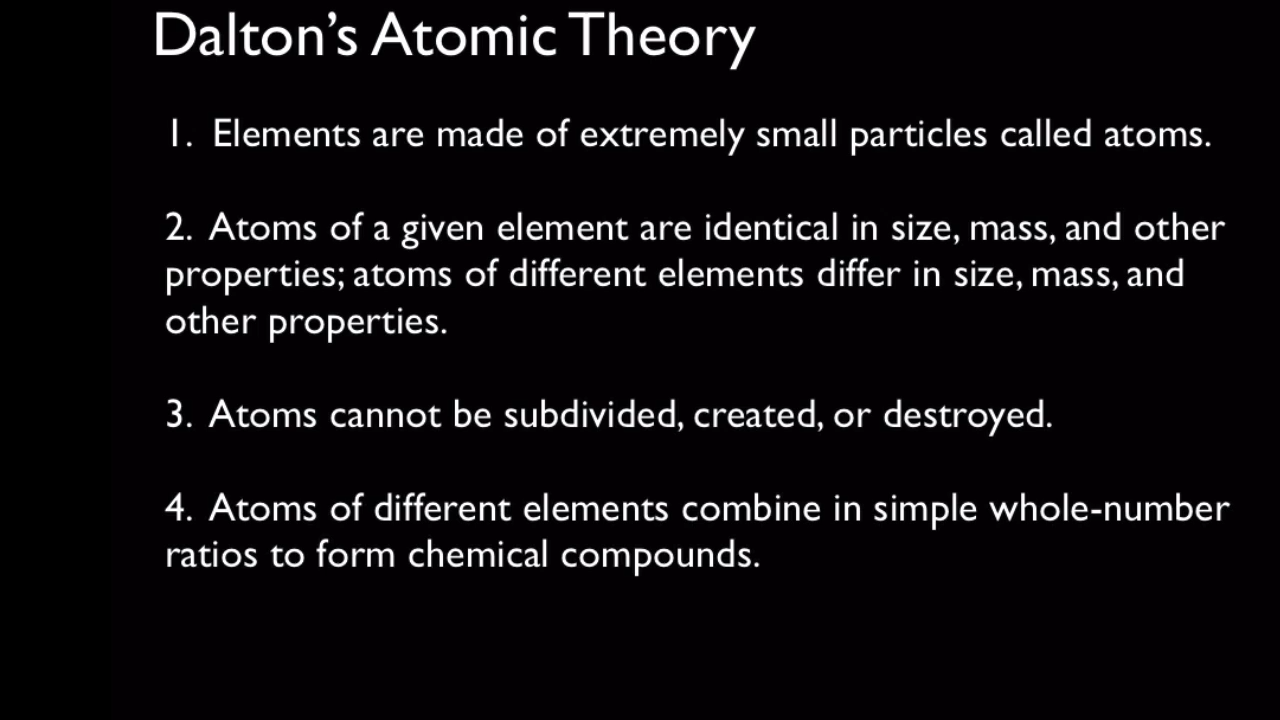 Dalton’s Atomic Theory
1. Elements are made of extremely small particles called atoms.
2. Atoms of a given element are identical in size, mass, and other
properties; atoms of different elements differ in size, mass, and
other properties.
3. Atoms cannot be subdivided, created, or destroyed.
4. Atoms of different elements combine in simple whole-number
ratios to form chemical compounds.